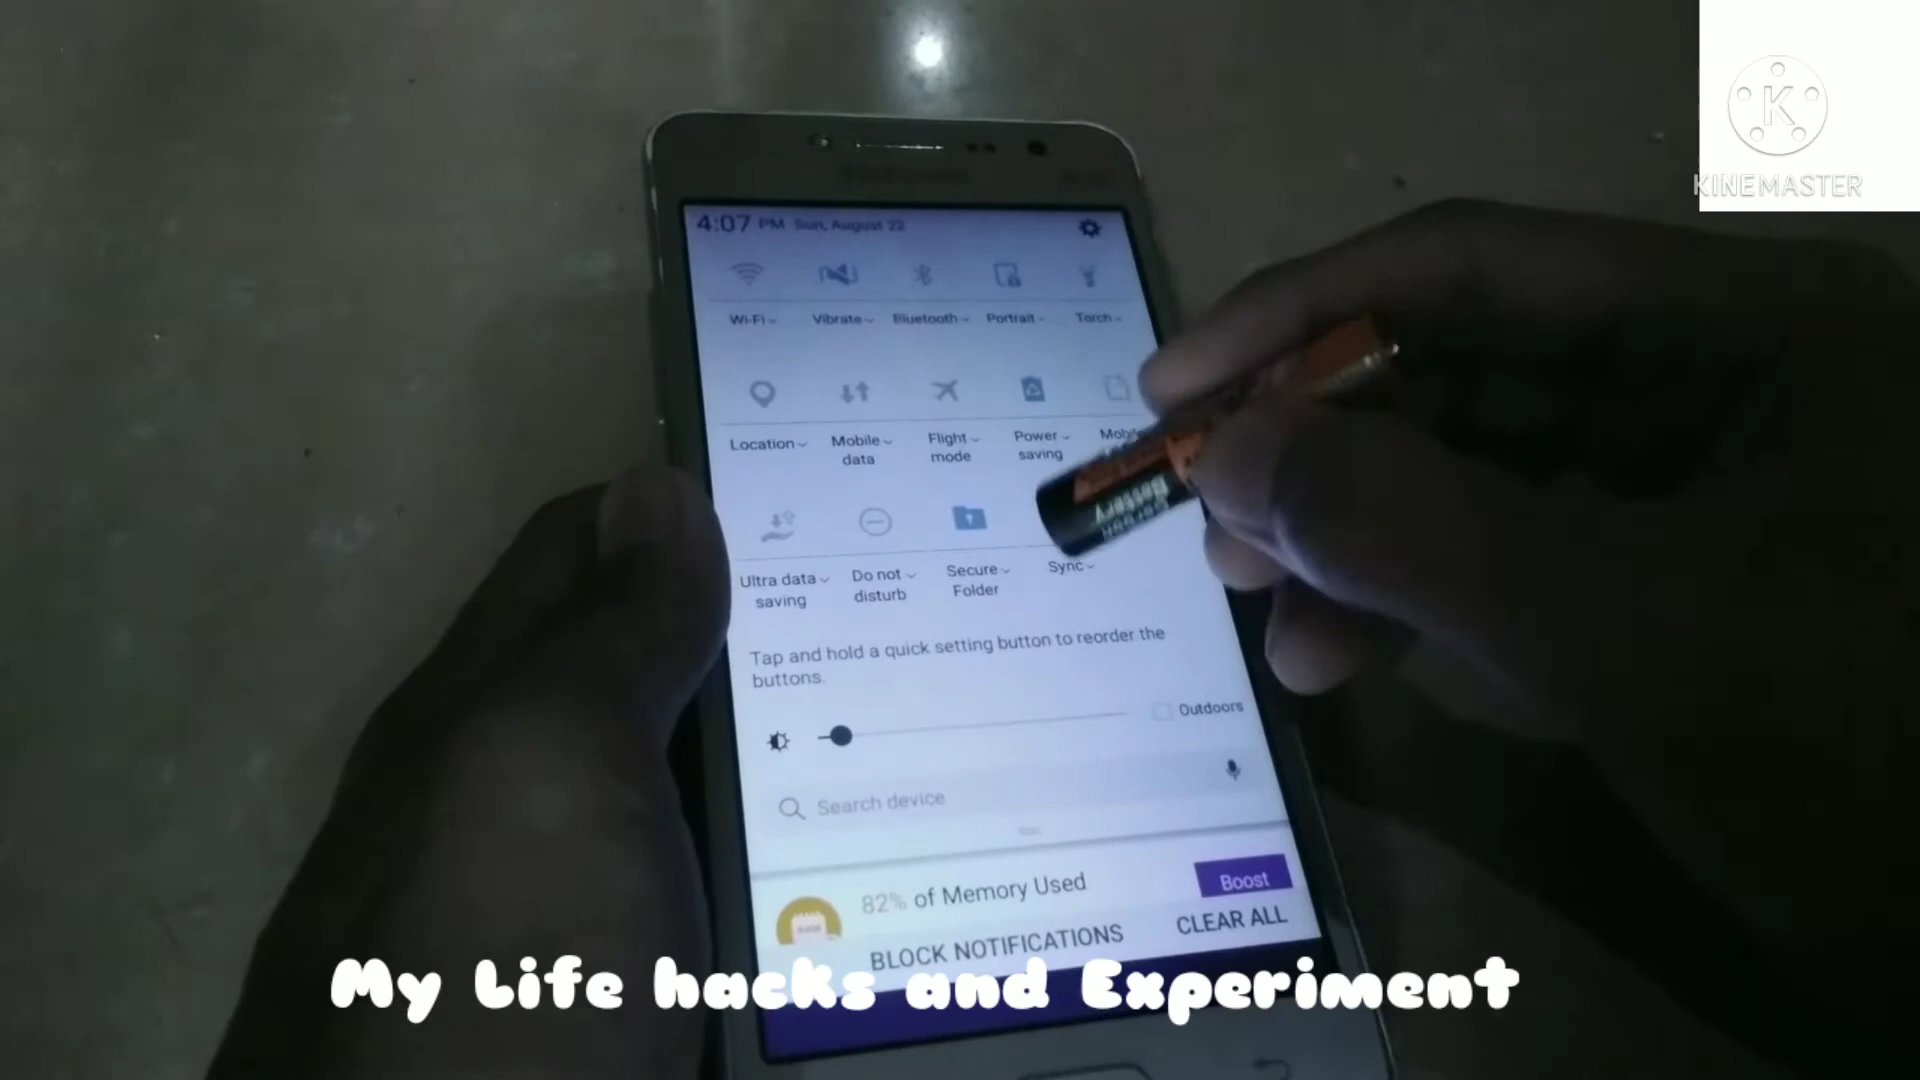 K
KINEMASTER
4:07 PM Sun, August 22
Wi-Fi Vibrate Bluetooth Portrait Torch
Location Mobile data Flight mode Power saving
Ultra data saving Do not disturb Secure Folder Sync
Tap and hold a quick setting button to reorder the
buttons.
Outdoors
Search device
82% of Memory Used
Boost
BLOCK NOTIFICATIONS
CLEAR ALL
My Life hacks and Experiment
Battery